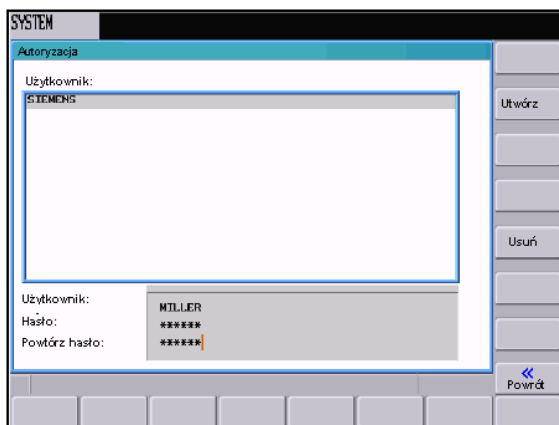 SYSTEM
Autoryzacja
Użytkownik:
SIEMENS
Utwórz
Usuń
Użytkownik:
MILLER
Hasło:
******
Powtórz hasło:
******
«
Powrót